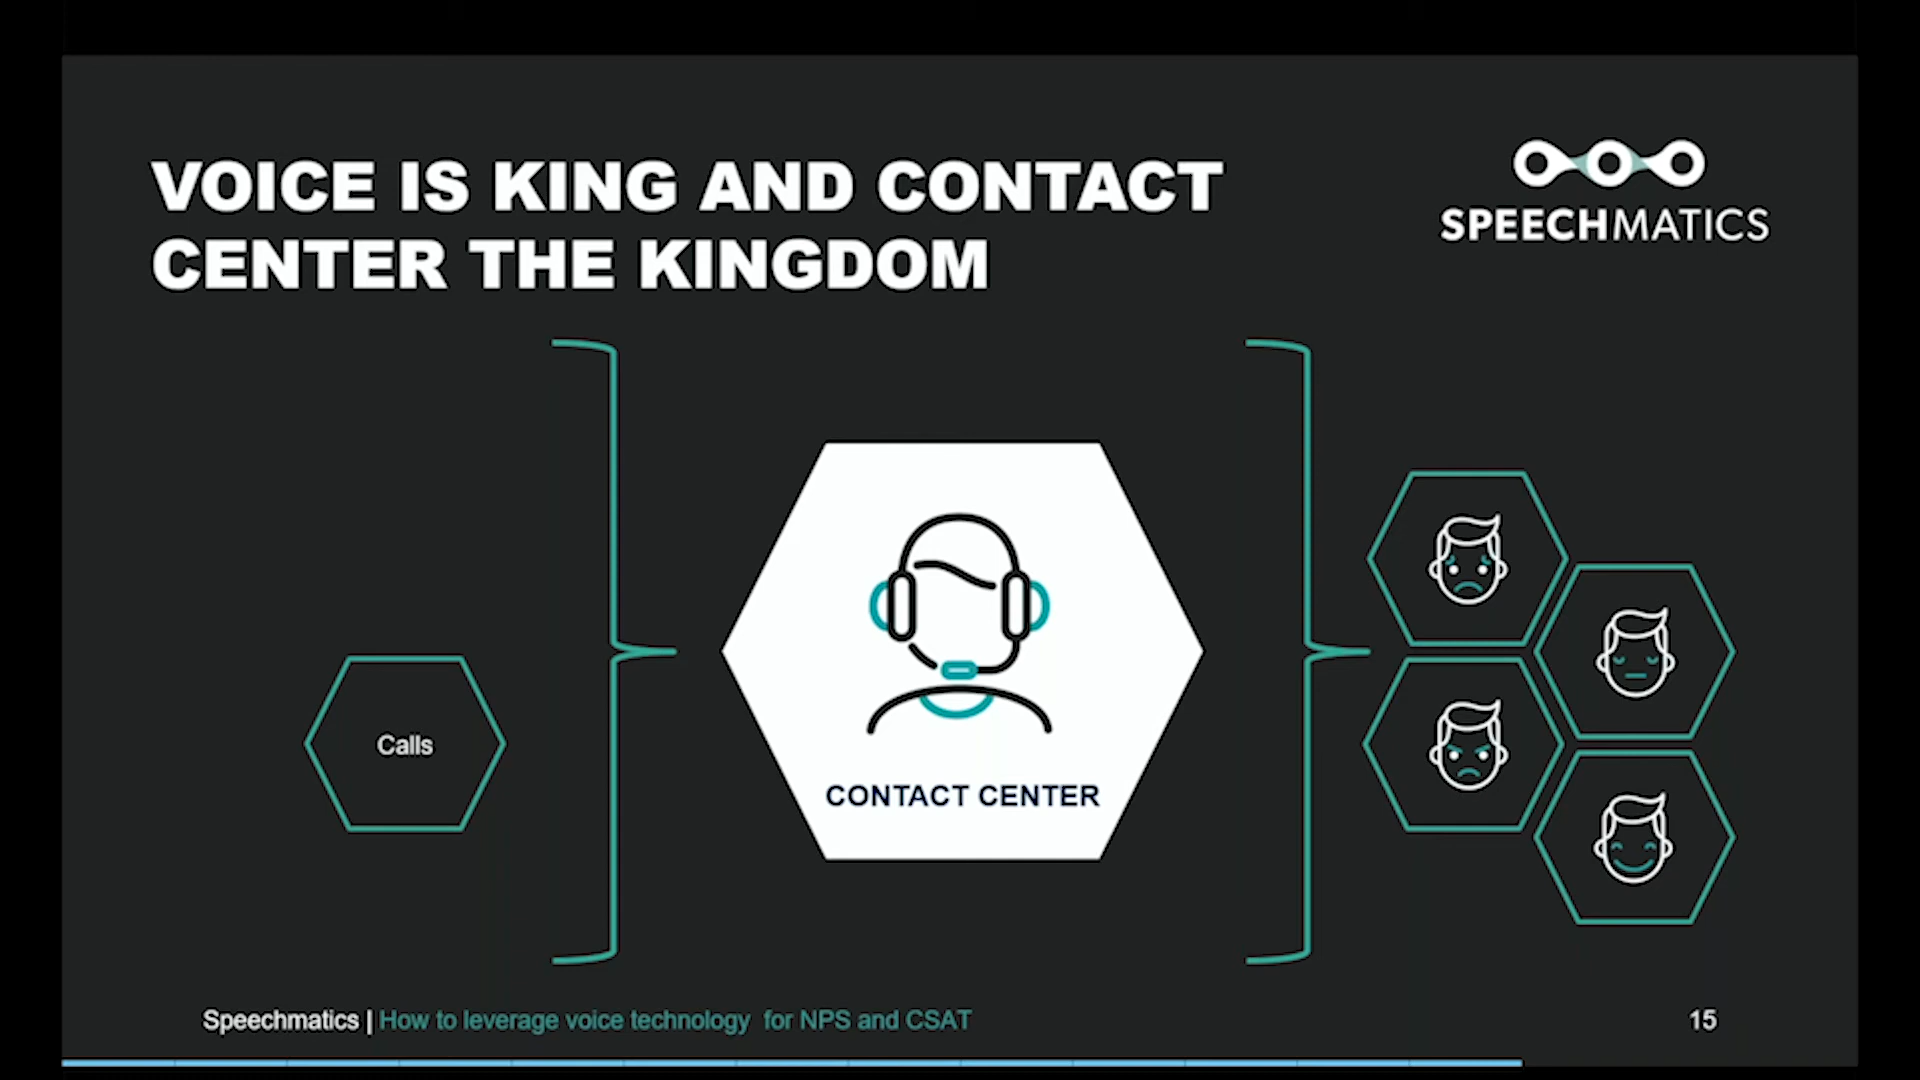 VOICE IS KING AND CONTACT
CENTER THE KINGDOM
SPEECHMATICS
Calls
CONTACT CENTER
Speechmatics | How to leverage voice technology for NPS and CSAT
15